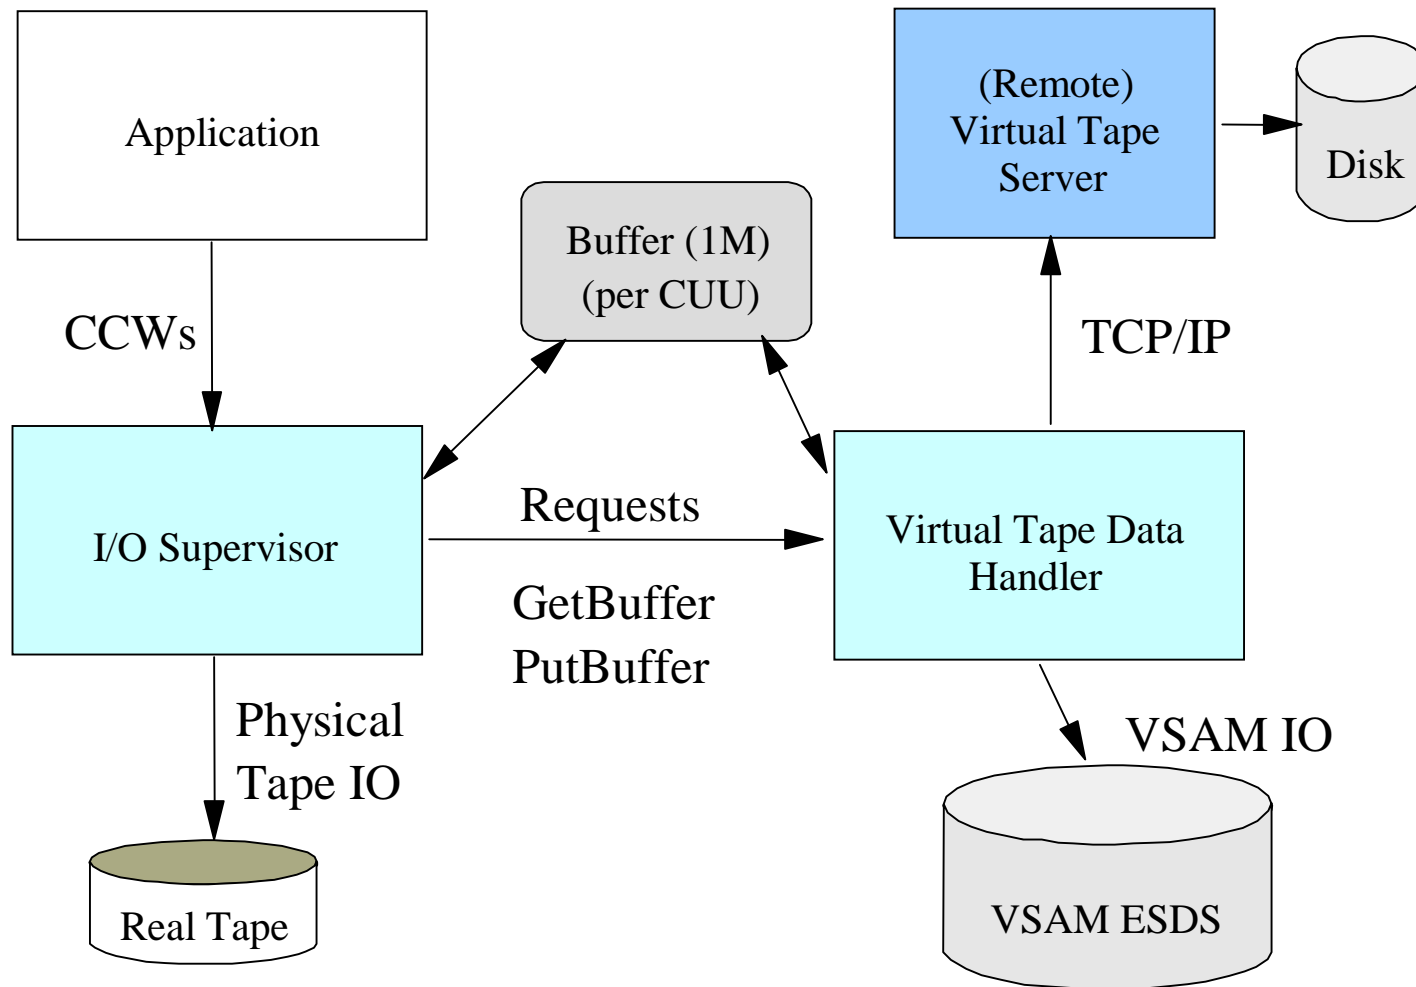 Application
(Remote)
Virtual Tape
Server
Disk
Buffer (1M)
(per CUU)
CCWs
TCP/IP
I/O Supervisor
Requests
GetBuffer
PutBuffer
Virtual Tape Data
Handler
Physical
Tape IO
VSAM IO
Real Tape
VSAM ESDS